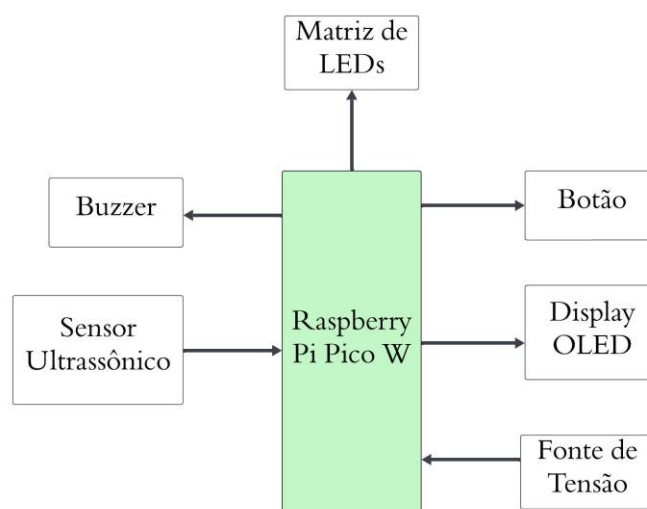 Matriz de
LEDs
Buzzer
Botão
Sensor
Ultrassônico
Raspberry
Pi Pico W
Display
OLED
Fonte de
Tensão